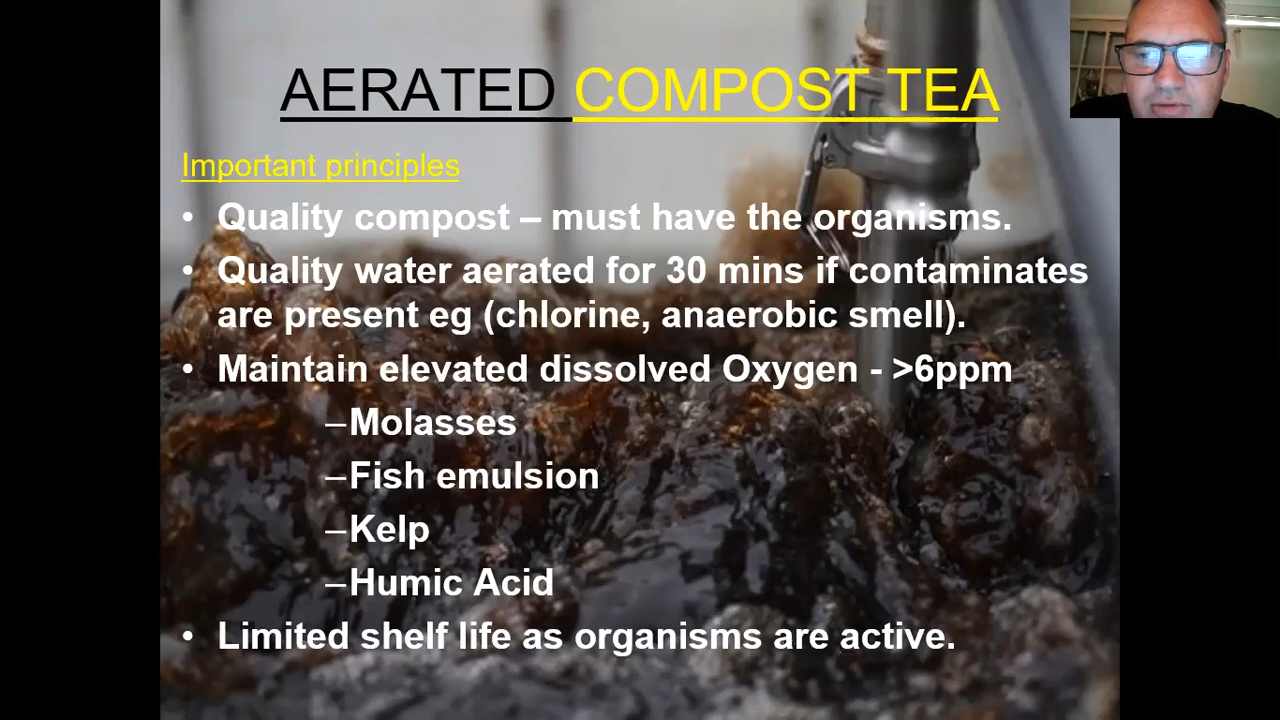 AERATED COMPOST TEA
Important principles
• Quality compost – must have the organisms.
• Quality water aerated for 30 mins if contaminates
are present eg (chlorine, anaerobic smell).
• Maintain elevated dissolved Oxygen - >6ppm
–Molasses
–Fish emulsion
–Kelp
–Humic Acid
• Limited shelf life as organisms are active.